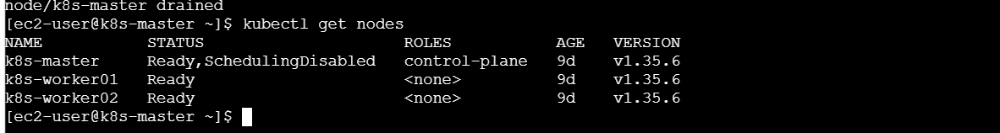 node/k8s-master drained
[ec2-user@k8s-master ~]$ kubectl get nodes
NAME           STATUS                     ROLES           AGE   VERSION
k8s-master     Ready,SchedulingDisabled   control-plane   9d    v1.35.6
k8s-worker01   Ready                      <none>          9d    v1.35.6
k8s-worker02   Ready                      <none>          9d    v1.35.6
[ec2-user@k8s-master ~]$